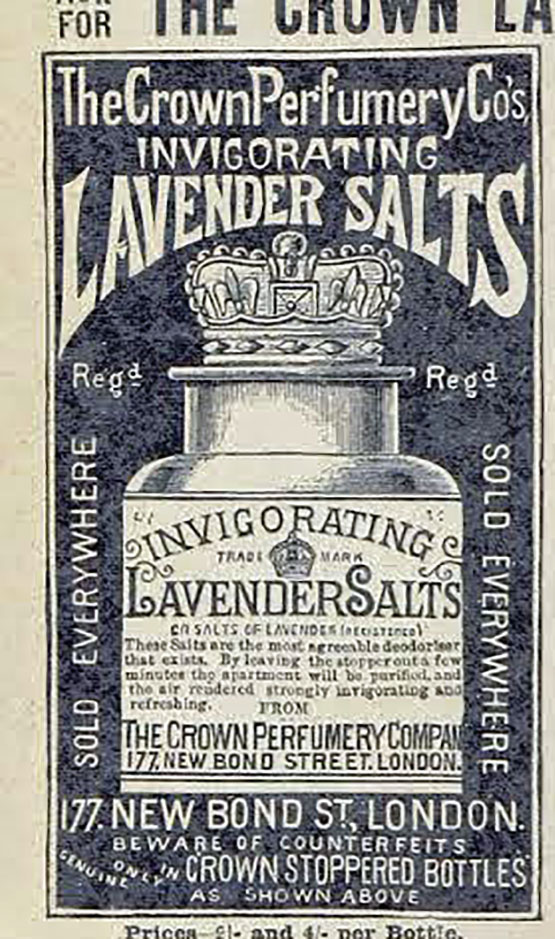 FOR THE CROWN LA
The Crown Perfumery Co's,
INVIGORATING
LAVENDER SALTS
Regd Regd
SOLD EVERYWHERE
SOLD EVERYWHERE
INVIGORATING
TRADE MARK
LAVENDER SALTS
OR SALTS OF LAVENDER (REGISTERED)
These Salts are the most agreeable deodoriser
that exists. By leaving the stopper out a few
minutes the apartment will be purified, and
the air rendered strongly invigorating and
refreshing. FROM
THE CROWN PERFUMERY COMPAN
177, NEW BOND STREET. LONDON.
177. NEW BOND ST, LONDON.
BEWARE OF COUNTERFEITS
GENUINE ONLY IN CROWN STOPPERED BOTTLES
AS SHOWN ABOVE
Prices and 4/- per Bottle.